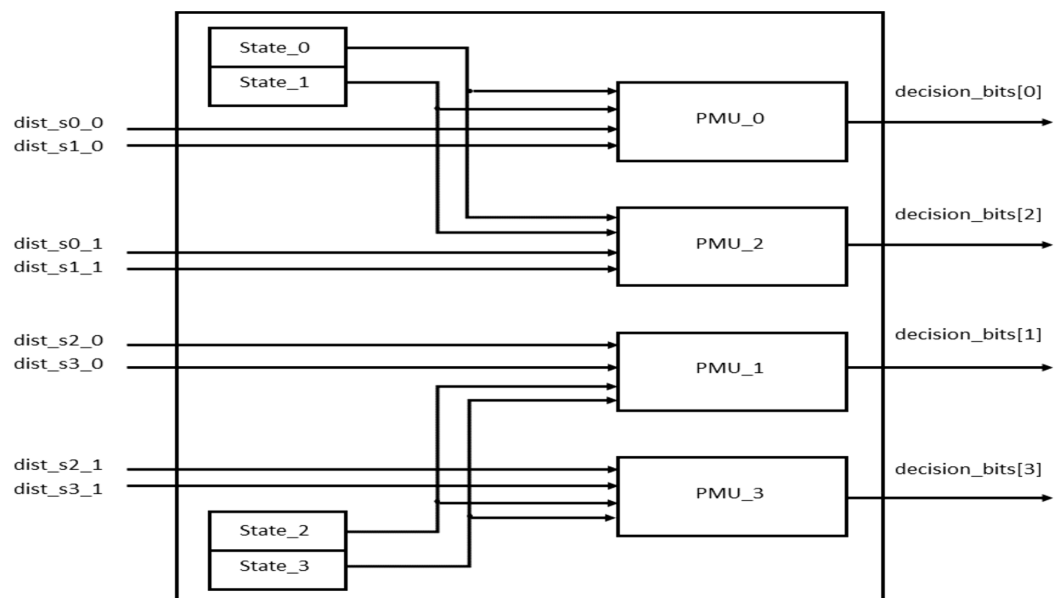 State_0
State_1
dist_s0_0
dist_s1_0
PMU_0
decision_bits[0]
dist_s0_1
dist_s1_1
PMU_2
decision_bits[2]
dist_s2_0
dist_s3_0
PMU_1
decision_bits[1]
dist_s2_1
dist_s3_1
PMU_3
decision_bits[3]
State_2
State_3